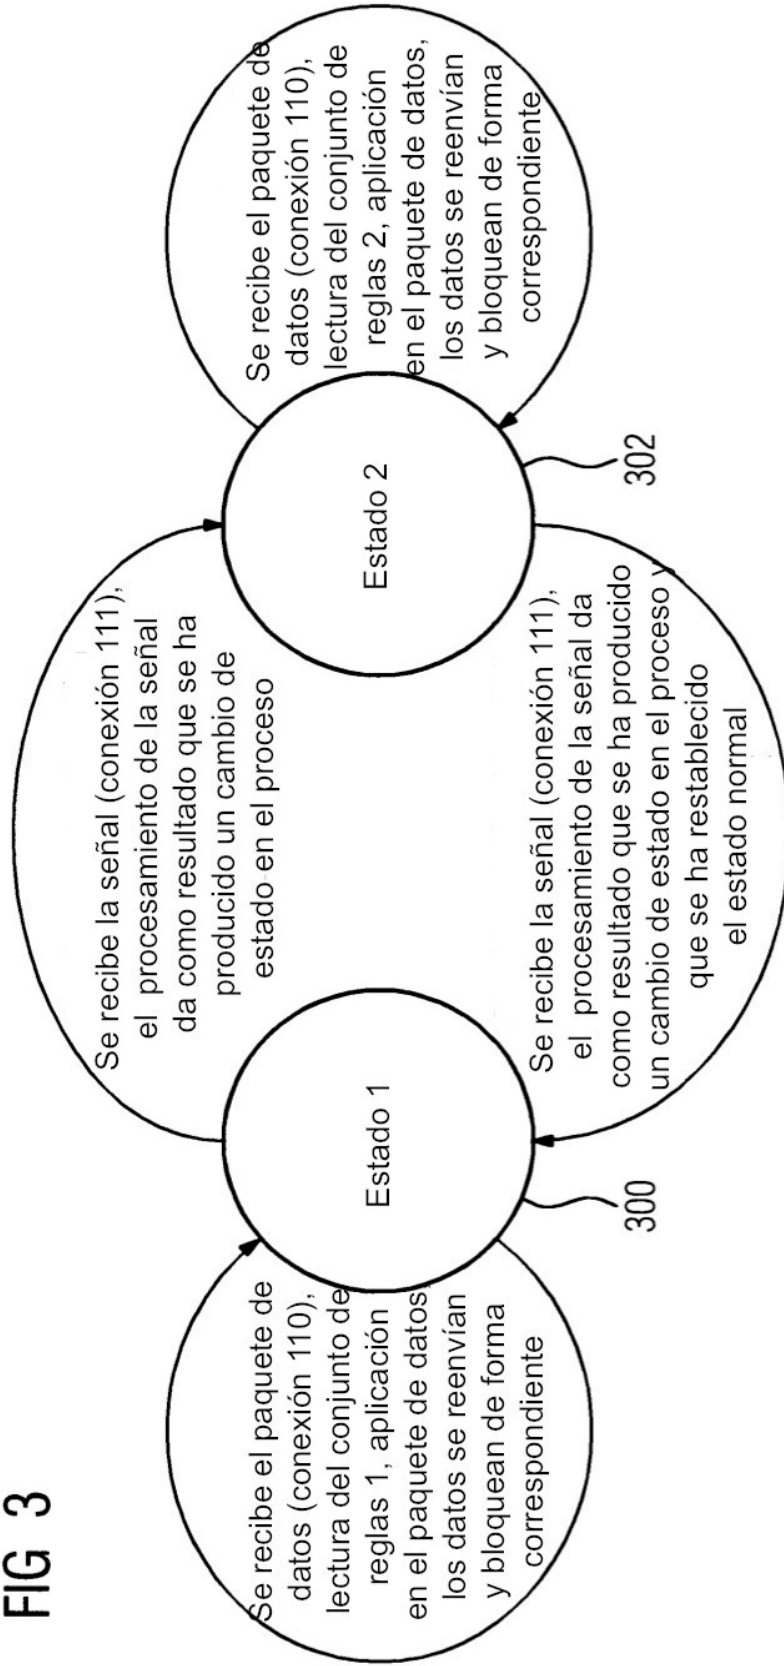 FIG 3
Se recibe la señal (conexión 111),
el procesamiento de la señal
da como resultado que se ha
producido un cambio de
estado en el proceso
Se recibe el paquete de
datos (conexión 110),
lectura del conjunto de
reglas 1, aplicación
en el paquete de datos,
los datos se reenvían
y bloquean de forma
correspondiente
Estado 1
300
Estado 2
302
Se recibe el paquete de
datos (conexión 110),
lectura del conjunto de
reglas 2, aplicación
en el paquete de datos,
los datos se reenvían
y bloquean de forma
correspondiente
Se recibe la señal (conexión 111),
el procesamiento de la señal da
como resultado que se ha producido
un cambio de estado en el proceso y
que se ha restablecido
el estado normal